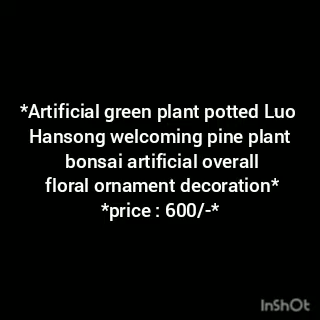 *Artificial green plant potted Luo
Hansong welcoming pine plant
bonsai artificial overall
floral ornament decoration*
*price : 600/-*
InShOt